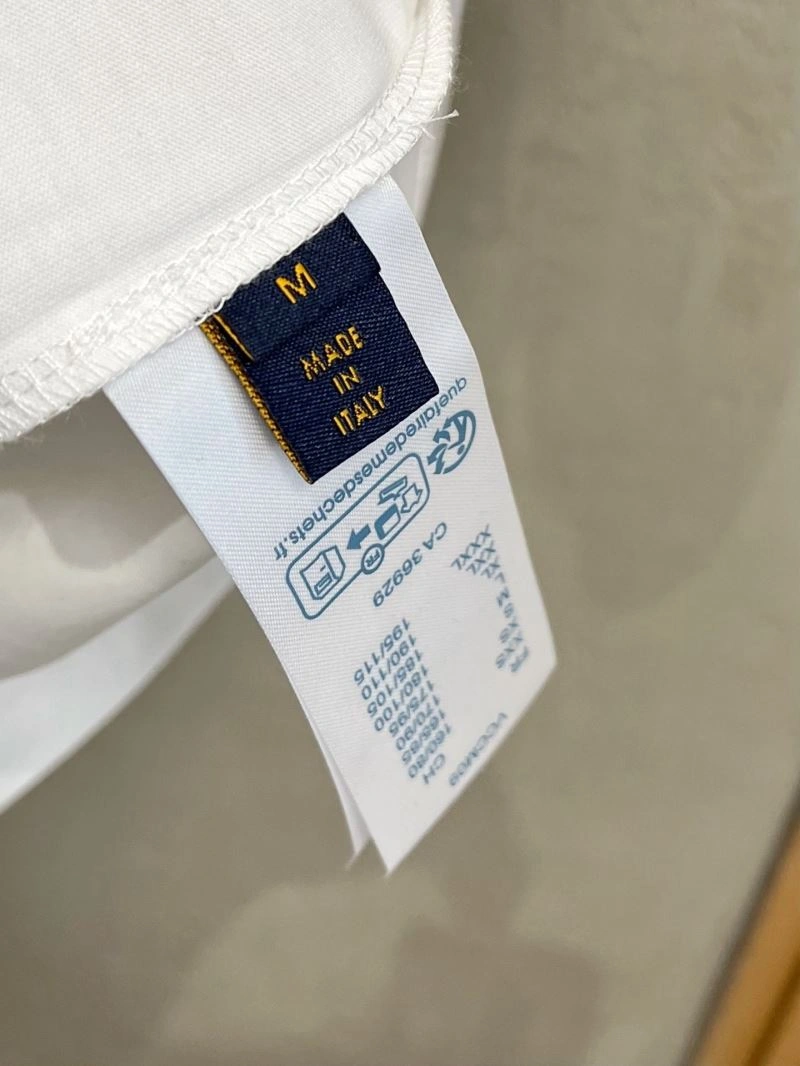 M
MADE
IN
ITALY
quefairedemesdechets.fr
FR
CA 36929
FR
XXS
XS
S
M
L
XL
XXL
XXXL
CH
160/80
165/85
170/90
175/95
180/100
185/105
190/110
195/115